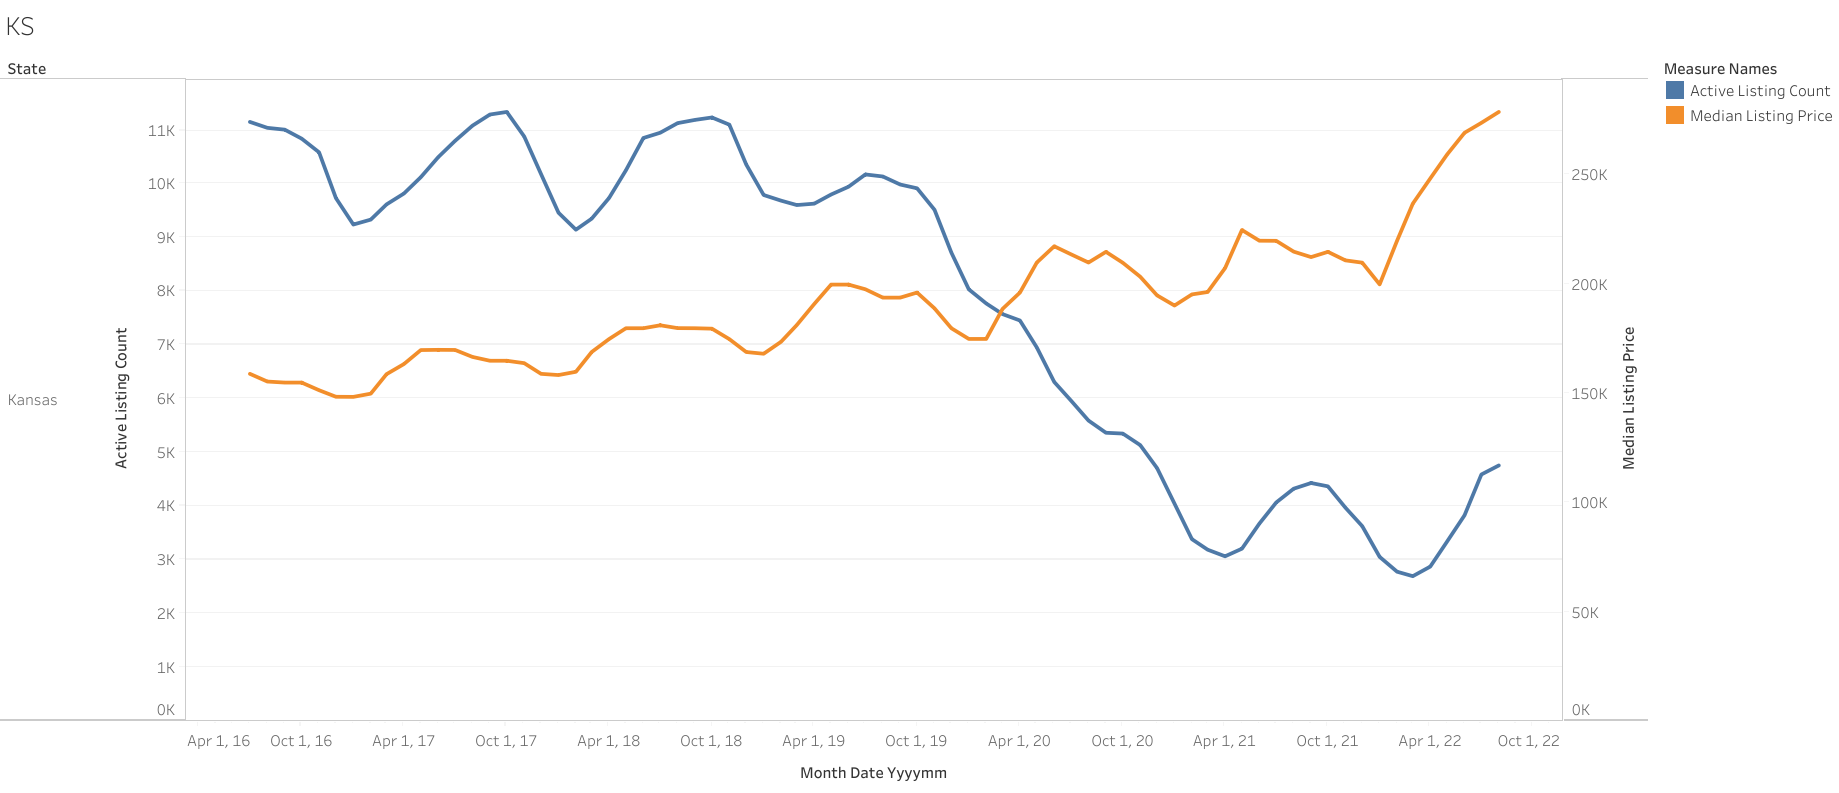 KS
State
Measure Names
Active Listing Count
Median Listing Price
Kansas
Active Listing Count
11K
10K
9K
8K
7K
6K
5K
4K
3K
2K
1K
0K
250K
200K
150K
100K
50K
0K
Median Listing Price
Apr 1, 16 Oct 1, 16 Apr 1, 17 Oct 1, 17 Apr 1, 18 Oct 1, 18 Apr 1, 19 Oct 1, 19 Apr 1, 20 Oct 1, 20 Apr 1, 21 Oct 1, 21 Apr 1, 22 Oct 1, 22
Month Date Yyyymm